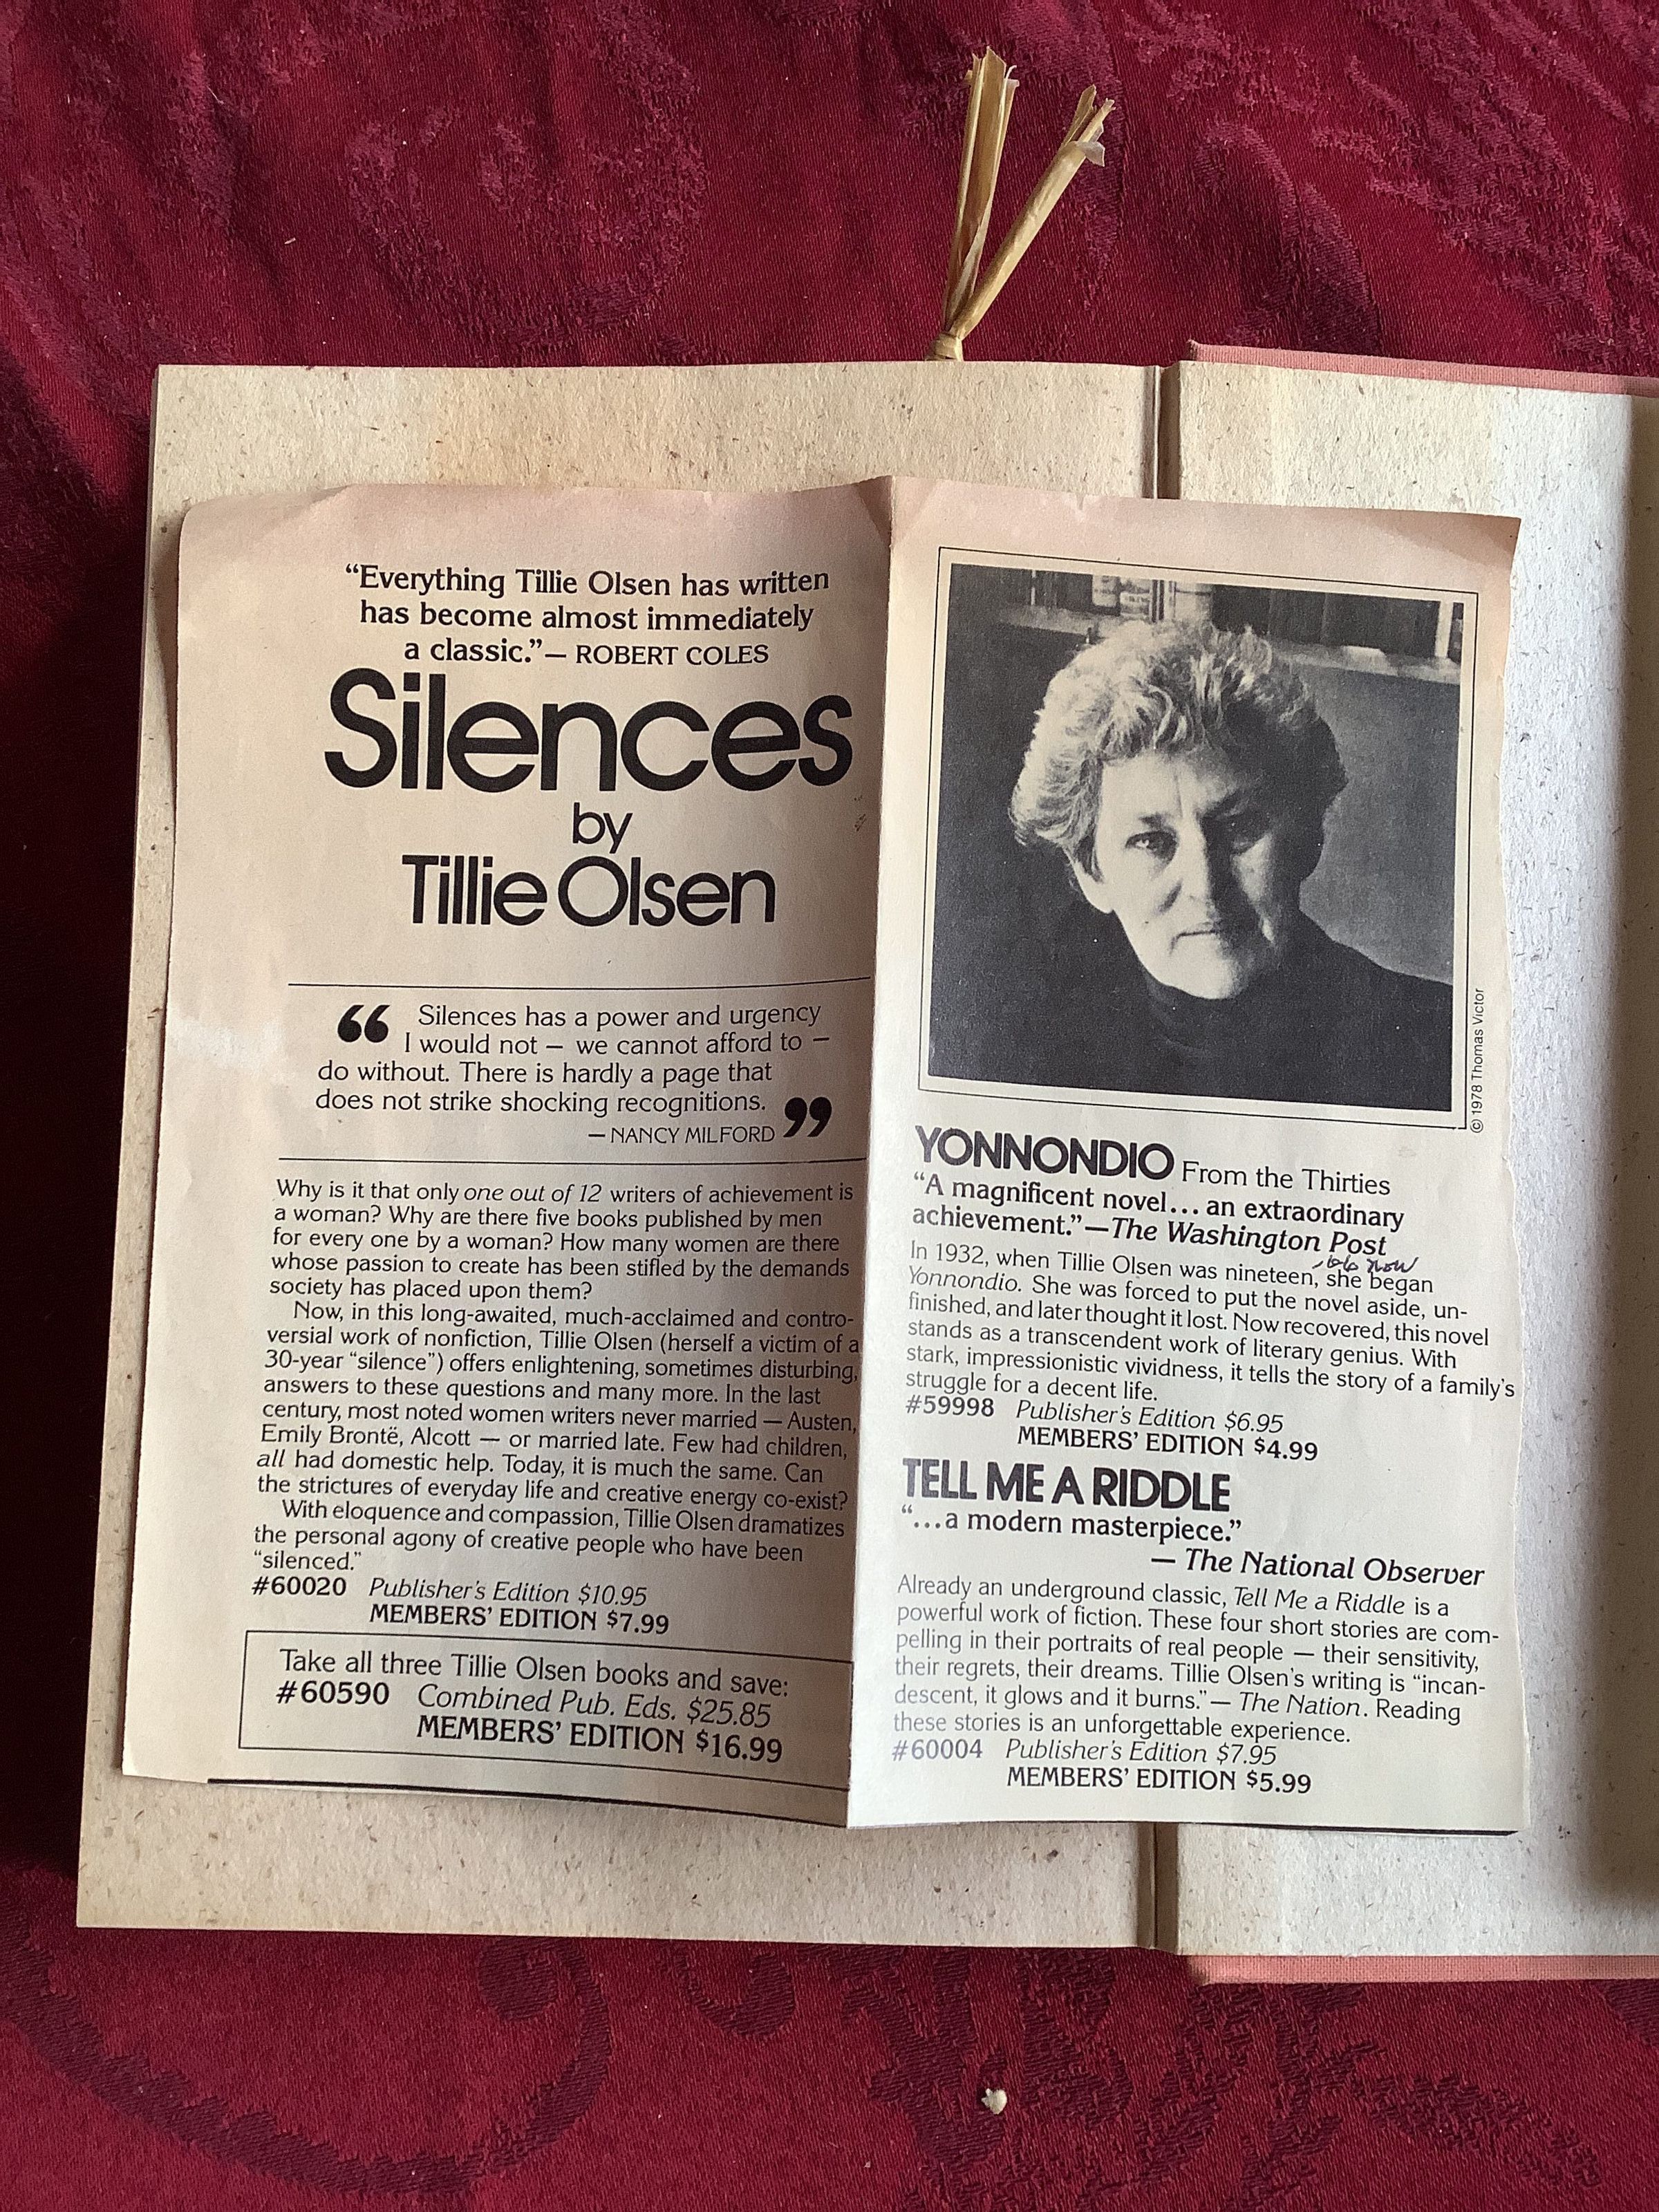 “Everything Tillie Olsen has written
has become almost immediately
a classic.”— ROBERT COLES
Silences
by
Tillie Olsen
“ Silences has a power and urgency
I would not — we cannot afford to —
do without. There is hardly a page that
does not strike shocking recognitions.
— NANCY MILFORD ”
Why is it that only one out of 12 writers of achievement is
a woman? Why are there five books published by men
for every one by a woman? How many women are there
whose passion to create has been stifled by the demands
society has placed upon them?
Now, in this long-awaited, much-acclaimed and contro-
versial work of nonfiction, Tillie Olsen (herself a victim of a
30-year “silence”) offers enlightening, sometimes disturbing,
answers to these questions and many more. In the last
century, most noted women writers never married — Austen,
Emily Brontë, Alcott — or married late. Few had children,
all had domestic help. Today, it is much the same. Can
the strictures of everyday life and creative energy co-exist?
With eloquence and compassion, Tillie Olsen dramatizes
the personal agony of creative people who have been
“silenced.”
#60020 Publisher’s Edition $10.95
MEMBERS’ EDITION $7.99
Take all three Tillie Olsen books and save:
#60590 Combined Pub. Eds. $25.85
MEMBERS’ EDITION $16.99
© 1978 Thomas Victor
YONNONDIO From the Thirties
“A magnificent novel... an extraordinary
achievement.”—The Washington Post
now
In 1932, when Tillie Olsen was nineteen, she began
Yonnondio. She was forced to put the novel aside, un-
finished, and later thought it lost. Now recovered, this novel
stands as a transcendent work of literary genius. With
stark, impressionistic vividness, it tells the story of a family’s
struggle for a decent life.
#59998 Publisher’s Edition $6.95
MEMBERS’ EDITION $4.99
TELL ME A RIDDLE
“...a modern masterpiece.”
— The National Observer
Already an underground classic, Tell Me a Riddle is a
powerful work of fiction. These four short stories are com-
pelling in their portraits of real people — their sensitivity,
their regrets, their dreams. Tillie Olsen’s writing is “incan-
descent, it glows and it burns.”— The Nation. Reading
these stories is an unforgettable experience.
#60004 Publisher’s Edition $7.95
MEMBERS’ EDITION $5.99